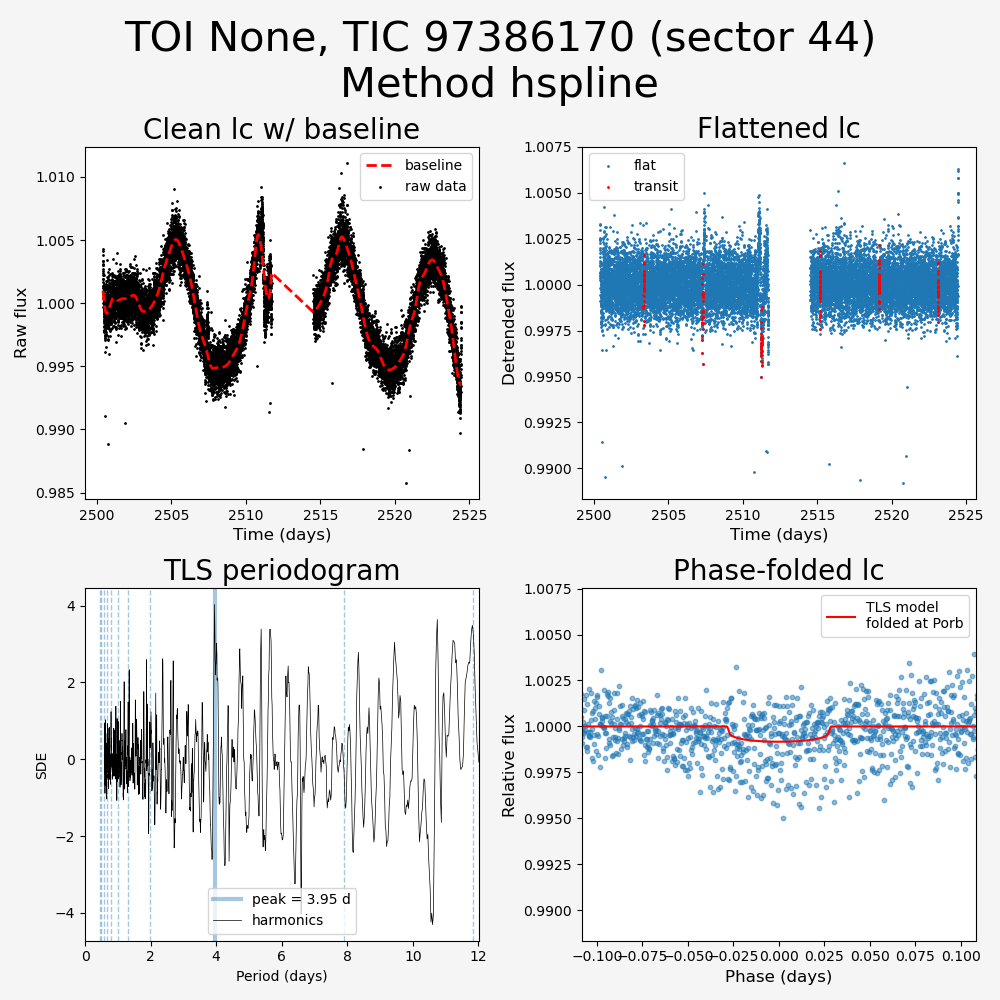 TOI None, TIC 97386170 (sector 44)
Method hspline
Clean lc w/ baseline
Flattened lc
baseline
raw data
flat
transit
1.010
1.005
1.000
0.995
0.990
0.985
Raw flux
2500
2505
2510
2515
2520
2525
Time (days)
1.0075
1.0050
1.0025
1.0000
0.9975
0.9950
0.9925
0.9900
Detrended flux
2500
2505
2510
2515
2520
2525
Time (days)
TLS periodogram
Phase-folded lc
4
2
0
−2
−4
SDE
peak = 3.95 d
harmonics
0
2
4
6
8
10
12
Period (days)
TLS model
folded at Porb
1.0075
1.0050
1.0025
1.0000
0.9975
0.9950
0.9925
0.9900
Relative flux
−0.100
−0.075
−0.050
−0.025
0.000
0.025
0.050
0.075
0.100
Phase (days)